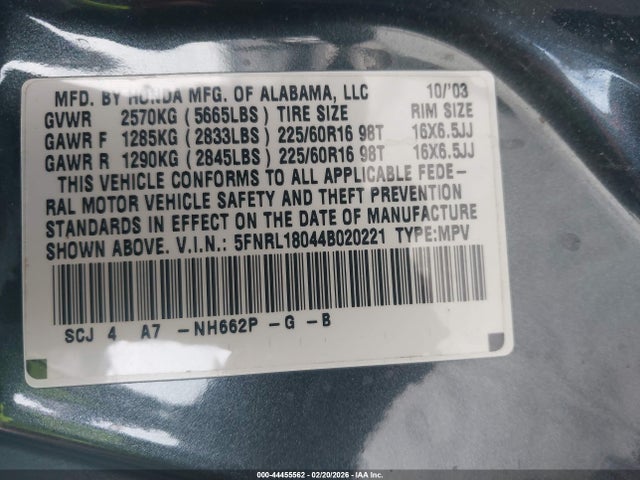 MFD. BY HONDA MFG. OF ALABAMA, LLC 10/'03
GVWR 2570KG (5665LBS) TIRE SIZE RIM SIZE
GAWR F 1285KG (2833LBS) 225/60R16 98T 16X6.5JJ
GAWR R 1290KG (2845LBS) 225/60R16 98T 16X6.5JJ
THIS VEHICLE CONFORMS TO ALL APPLICABLE FEDE-
RAL MOTOR VEHICLE SAFETY AND THEFT PREVENTION
STANDARDS IN EFFECT ON THE DATE OF MANUFACTURE
SHOWN ABOVE. V.I.N.: 5FNRL18044B020221 TYPE:MPV
SCJ 4 A7 -NH662P -G -B
000-44455562 - 02/20/2026 - IAA Inc.